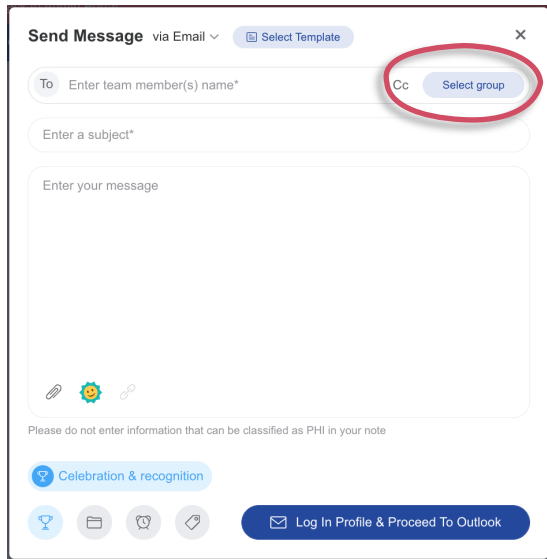 Send Message via Email Select Template
To Enter team member(s) name* Cc Select group
Enter a subject*
Enter your message
Please do not enter information that can be classified as PHI in your note
Celebration & recognition
Log In Profile & Proceed To Outlook